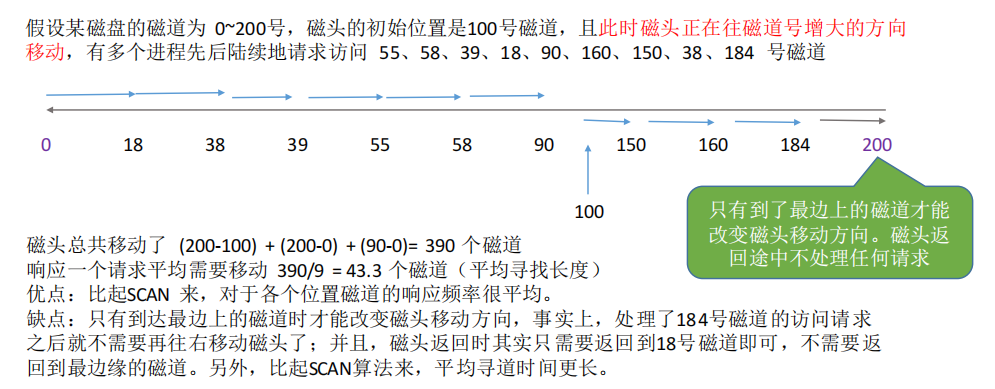 假设某磁盘的磁道为 0~200号，磁头的初始位置是100号磁道，且此时磁头正在往磁道号增大的方向
移动，有多个进程先后陆续地请求访问 55、58、39、18、90、160、150、38、184 号磁道
0 18 38 39 55 58 90 150 160 184 200
100
只有到了最边上的磁道才能
改变磁头移动方向。磁头返
回途中不处理任何请求
磁头总共移动了 (200-100) + (200-0) + (90-0)= 390 个磁道
响应一个请求平均需要移动 390/9 = 43.3 个磁道（平均寻找长度）
优点：比起SCAN 来，对于各个位置磁道的响应频率很平均。
缺点：只有到达最边上的磁道时才能改变磁头移动方向，事实上，处理了184号磁道的访问请求
之后就不需要再往右移动磁头了；并且，磁头返回时其实只需要返回到18号磁道即可，不需要返
回到最边缘的磁道。另外，比起SCAN算法来，平均寻道时间更长。